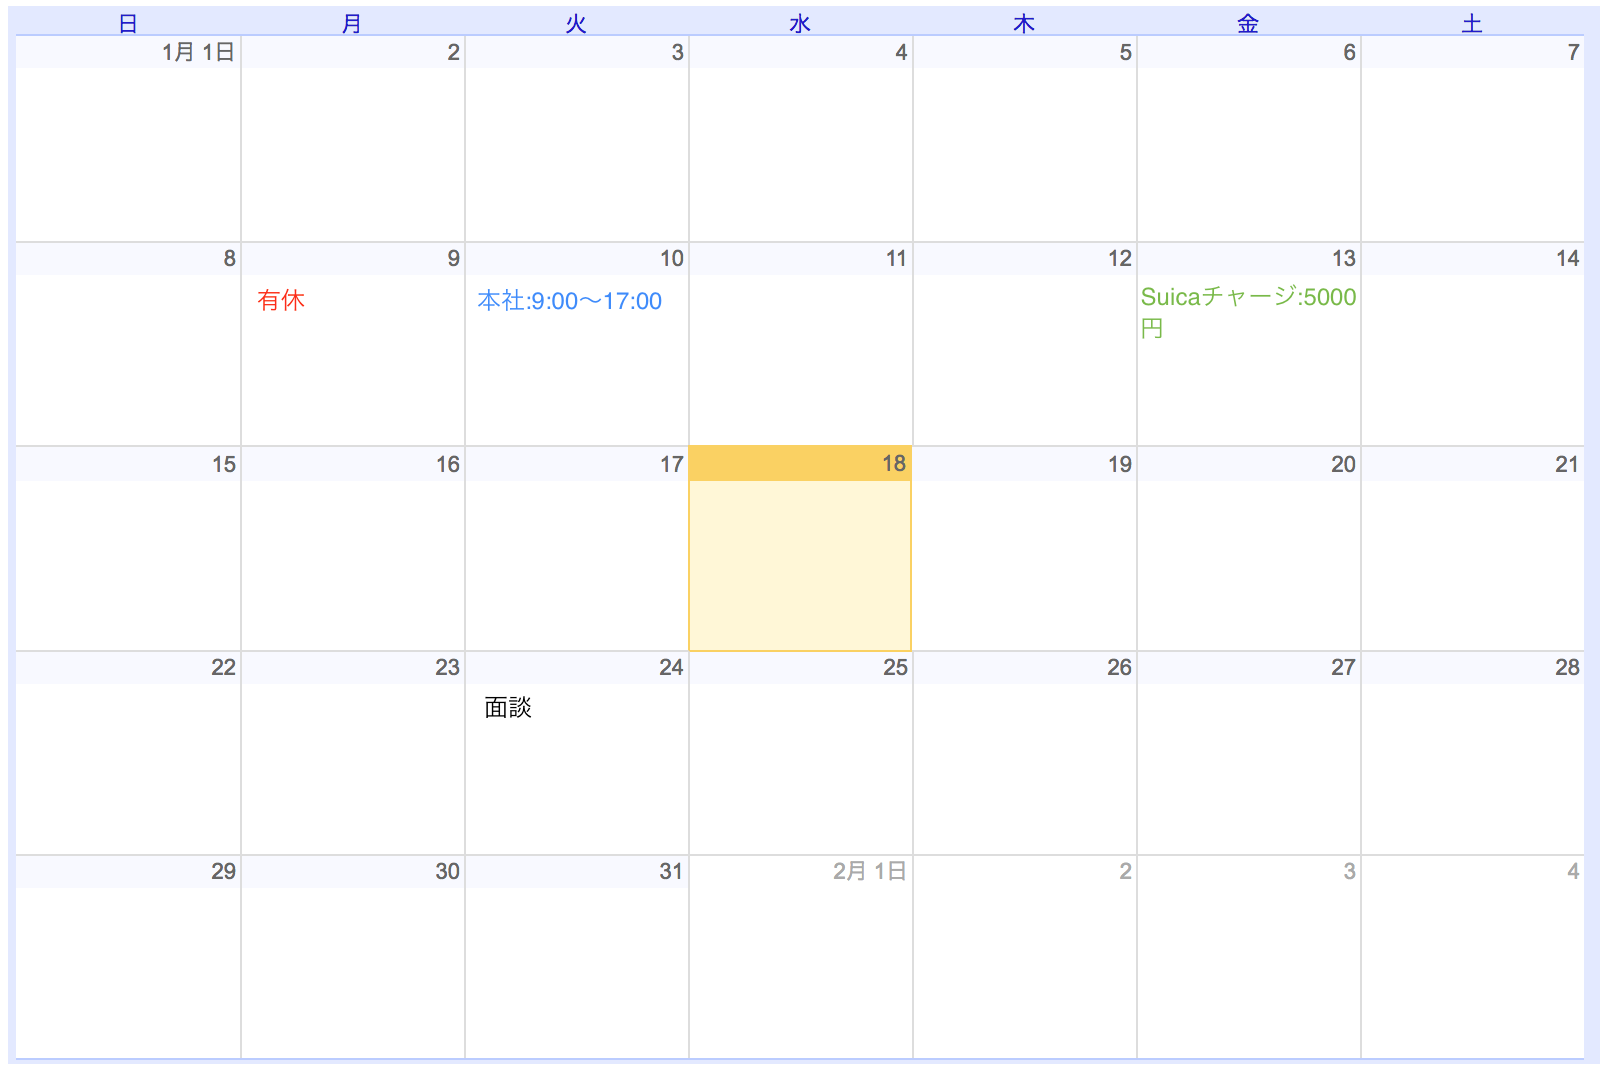 日 月 火 水 木 金 土
1月 1日 2 3 4 5 6 7
8 9 10 11 12 13 14
有休 本社:9:00〜17:00 Suicaチャージ:5000
円
15 16 17 18 19 20 21
22 23 24 25 26 27 28
面談
29 30 31 2月 1日 2 3 4